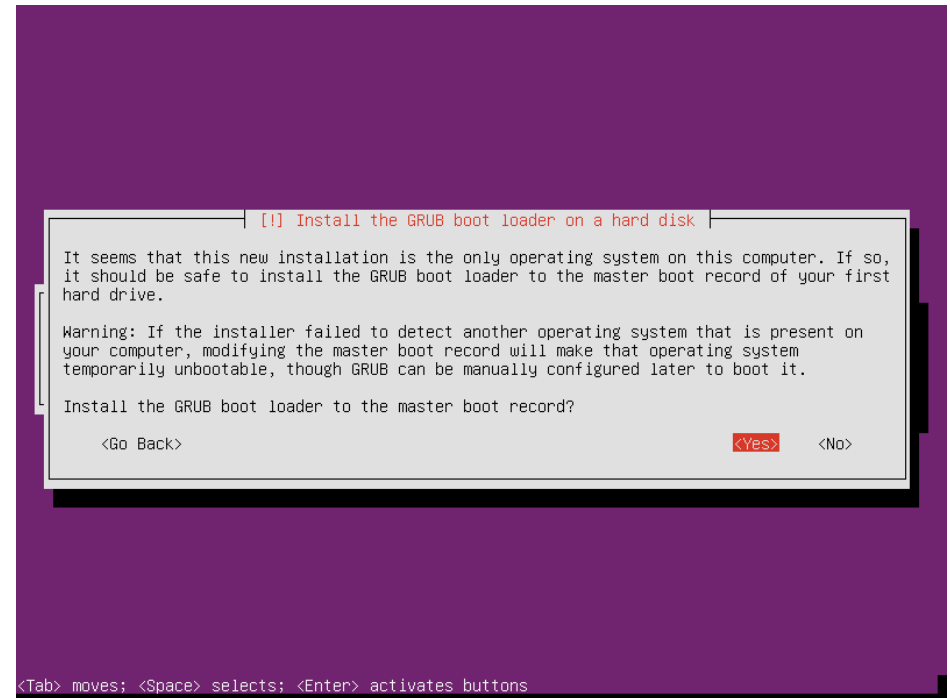 [!] Install the GRUB boot loader on a hard disk
It seems that this new installation is the only operating system on this computer. If so,
it should be safe to install the GRUB boot loader to the master boot record of your first
hard drive.
Warning: If the installer failed to detect another operating system that is present on
your computer, modifying the master boot record will make that operating system
temporarily unbootable, though GRUB can be manually configured later to boot it.
Install the GRUB boot loader to the master boot record?
<Go Back> <Yes> <No>
<Tab> moves; <Space> selects; <Enter> activates buttons